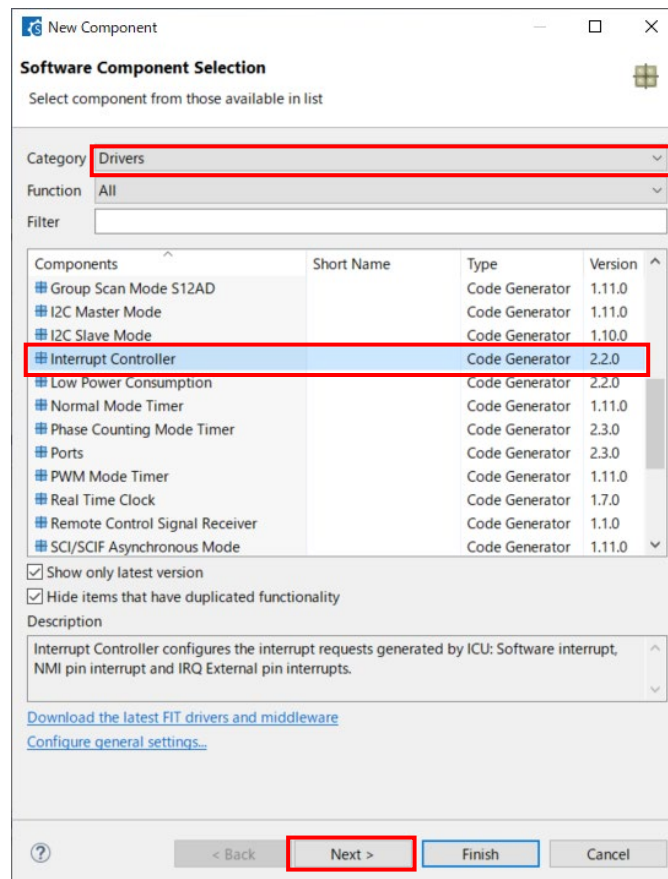 New Component
Software Component Selection
Select component from those available in list
Category Drivers
Function All
Filter
Components Short Name Type Version
Group Scan Mode S12AD Code Generator 1.11.0
I2C Master Mode Code Generator 1.11.0
I2C Slave Mode Code Generator 1.10.0
Interrupt Controller Code Generator 2.2.0
Low Power Consumption Code Generator 2.2.0
Normal Mode Timer Code Generator 1.11.0
Phase Counting Mode Timer Code Generator 2.3.0
Ports Code Generator 2.3.0
PWM Mode Timer Code Generator 1.11.0
Real Time Clock Code Generator 1.7.0
Remote Control Signal Receiver Code Generator 1.1.0
SCI/SCIF Asynchronous Mode Code Generator 1.11.0
Show only latest version
Hide items that have duplicated functionality
Description
Interrupt Controller configures the interrupt requests generated by ICU: Software interrupt,
NMI pin interrupt and IRQ External pin interrupts.
Download the latest FIT drivers and middleware
Configure general settings...
? < Back Next > Finish Cancel